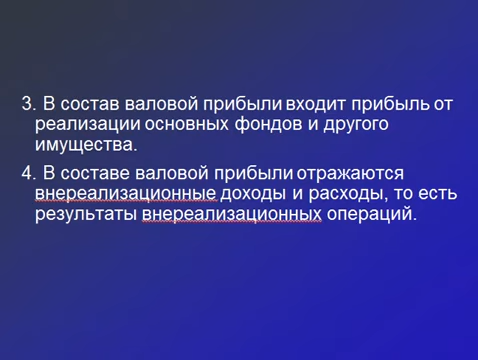 3. В состав валовой прибыли входит прибыль от
реализации основных фондов и другого
имущества.
4. В составе валовой прибыли отражаются
внереализационные доходы и расходы, то есть
результаты внереализационных операций.